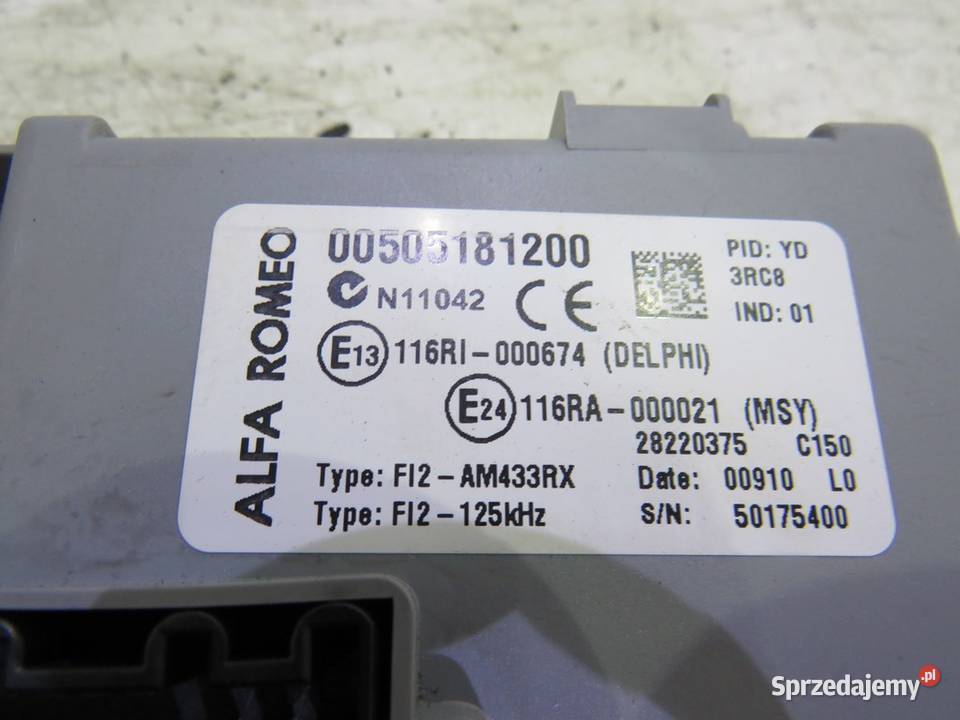 ALFA ROMEO
00505181200
N11042 CE
E13 116RI-000674 (DELPHI)
E24 116RA-000021 (MSY)
28220375 C150
Type: FI2-AM433RX
Date: 00910 L0
Type: FI2-125kHz
S/N: 50175400
PID: YD
3RC8
IND: 01
Sprzedajemy.pl